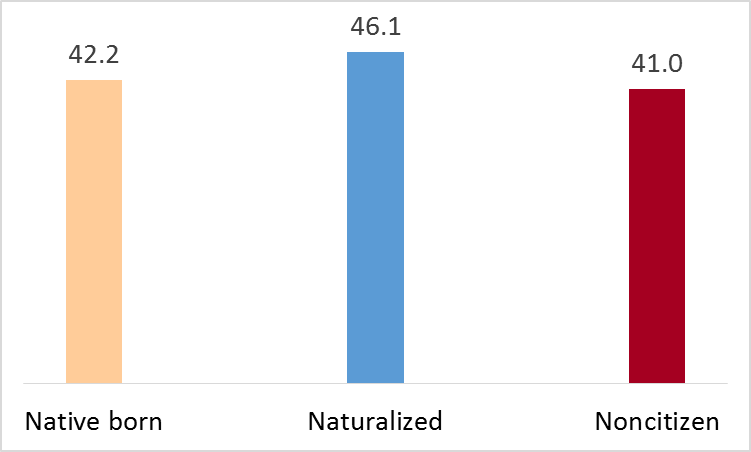 42.2
46.1
41.0
Native born
Naturalized
Noncitizen